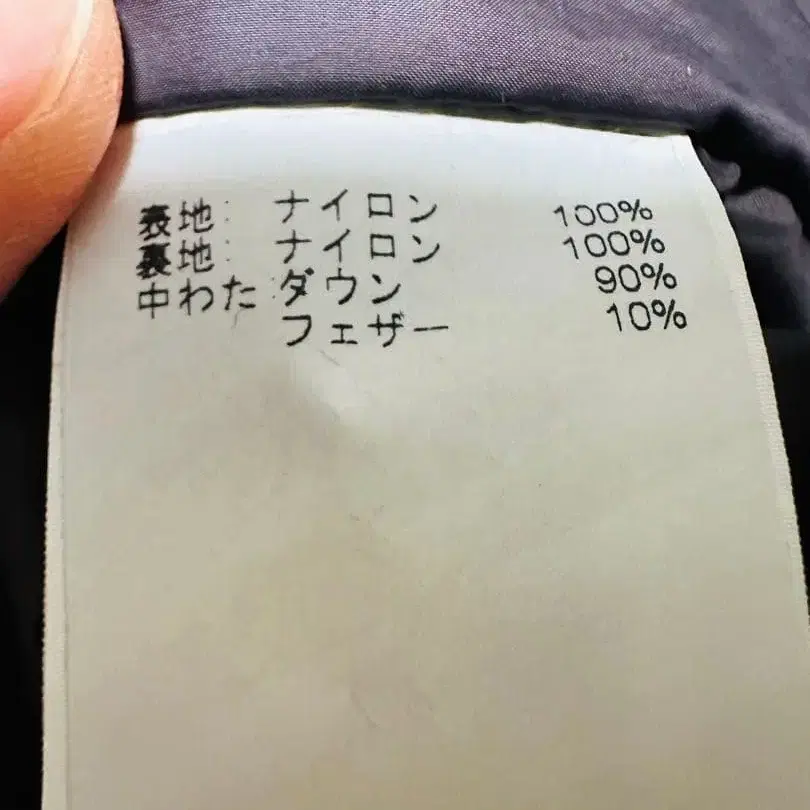 表地: ナイロン 100%
裏地: ナイロン 100%
中わた:ダウン 90%
フェザー 10%